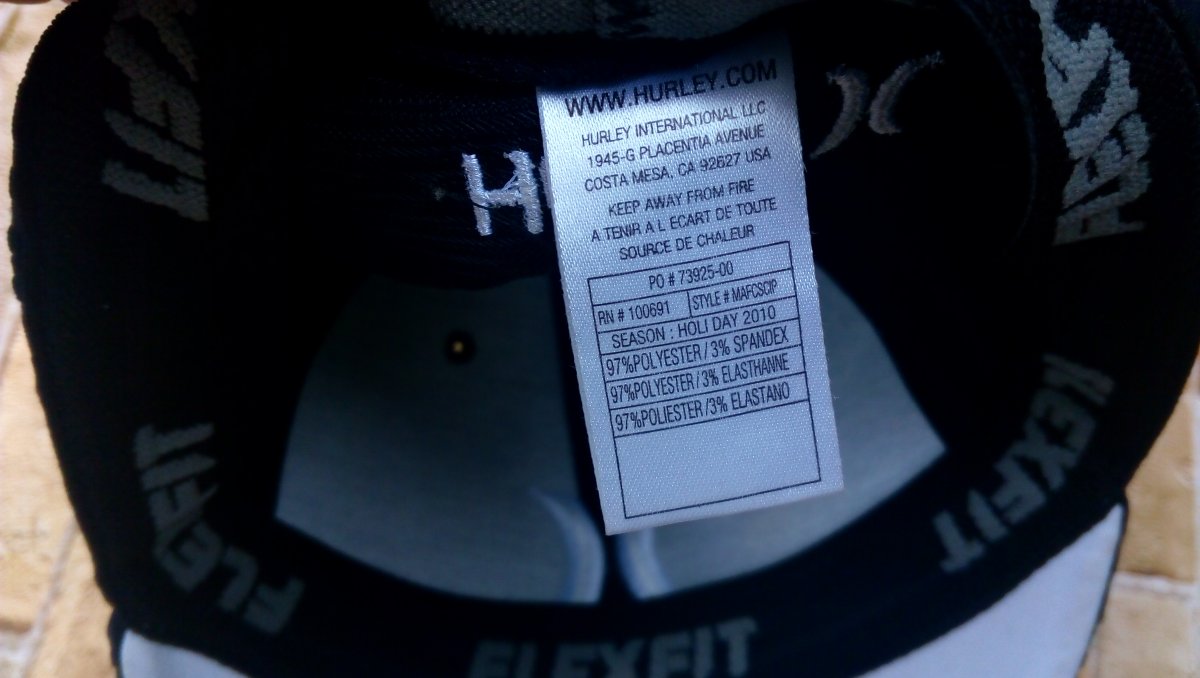 WWW.HURLEY.COM
HURLEY INTERNATIONAL LLC
1945-G PLACENTIA AVENUE
COSTA MESA, CA 92627 USA
KEEP AWAY FROM FIRE
A TENIR A L ECART DE TOUTE
SOURCE DE CHALEUR
PO # 73925-00
RN # 100691 STYLE # MAFCSCIP
SEASON : HOLI DAY 2010
97%POLYESTER / 3% SPANDEX
97%POLYESTER / 3% ELASTHANNE
97%POLIESTER /3% ELASTANO
FLEXFIT
FLEXFIT
FLEXFIT